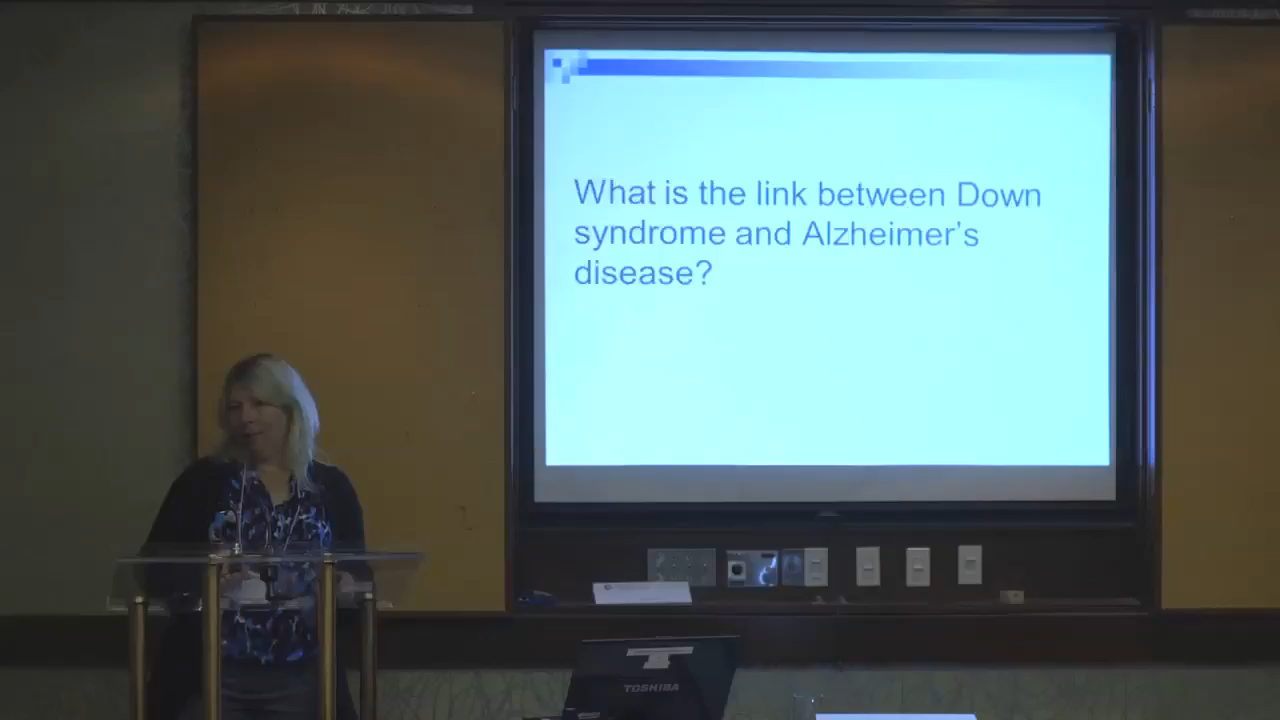 What is the link between Down
syndrome and Alzheimer's
disease?
TOSHIBA